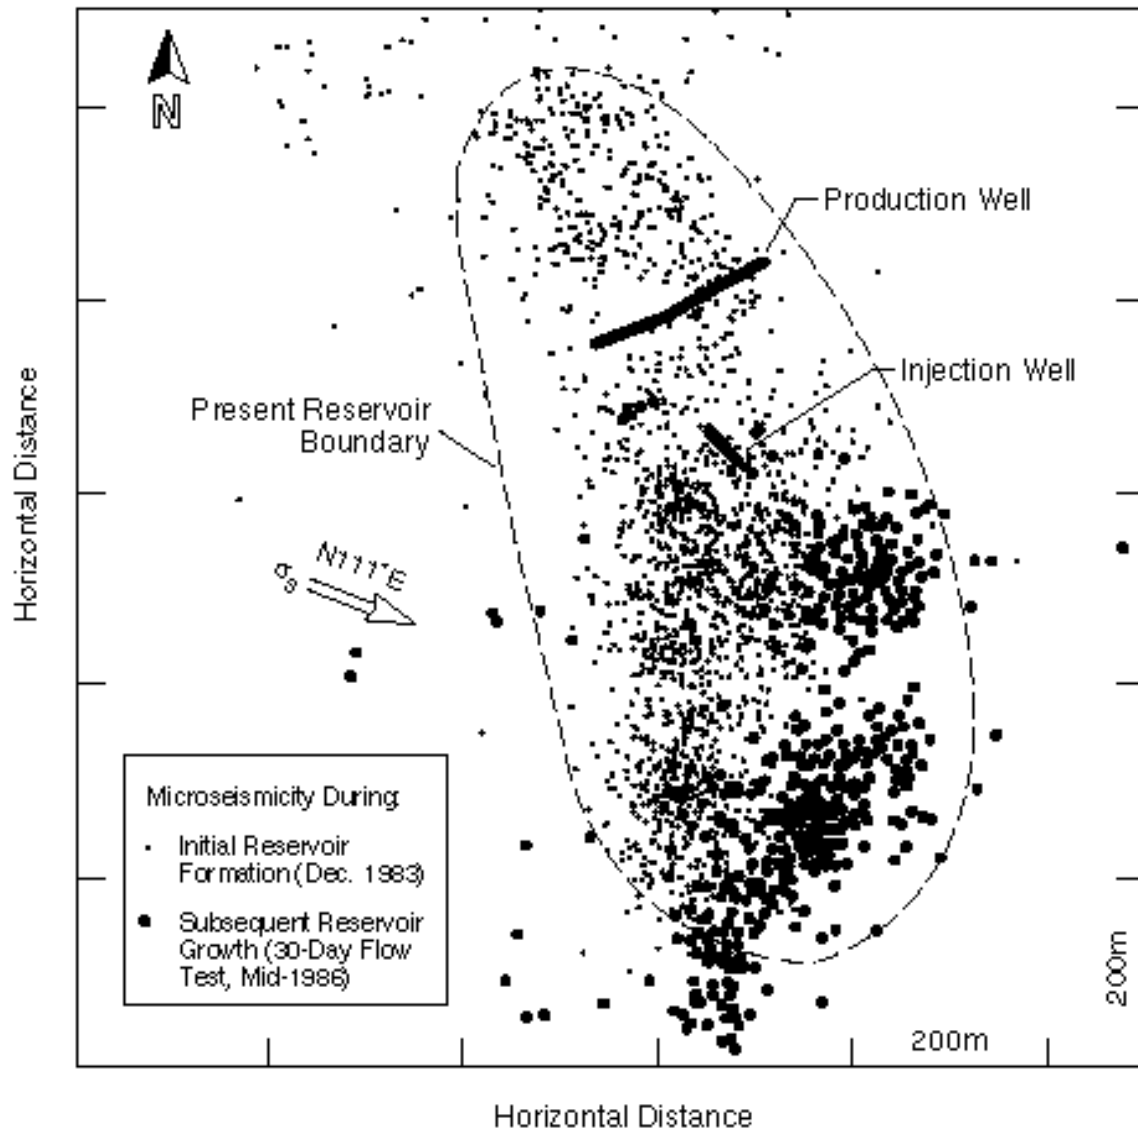 N
Production Well
Injection Well
Present Reservoir
Boundary
Horizontal Distance
N111°E
σ3
Microseismicity During:
Initial Reservoir
Formation (Dec. 1983)
Subsequent Reservoir
Growth (30-Day Flow
Test, Mid-1986)
200m
200m
Horizontal Distance